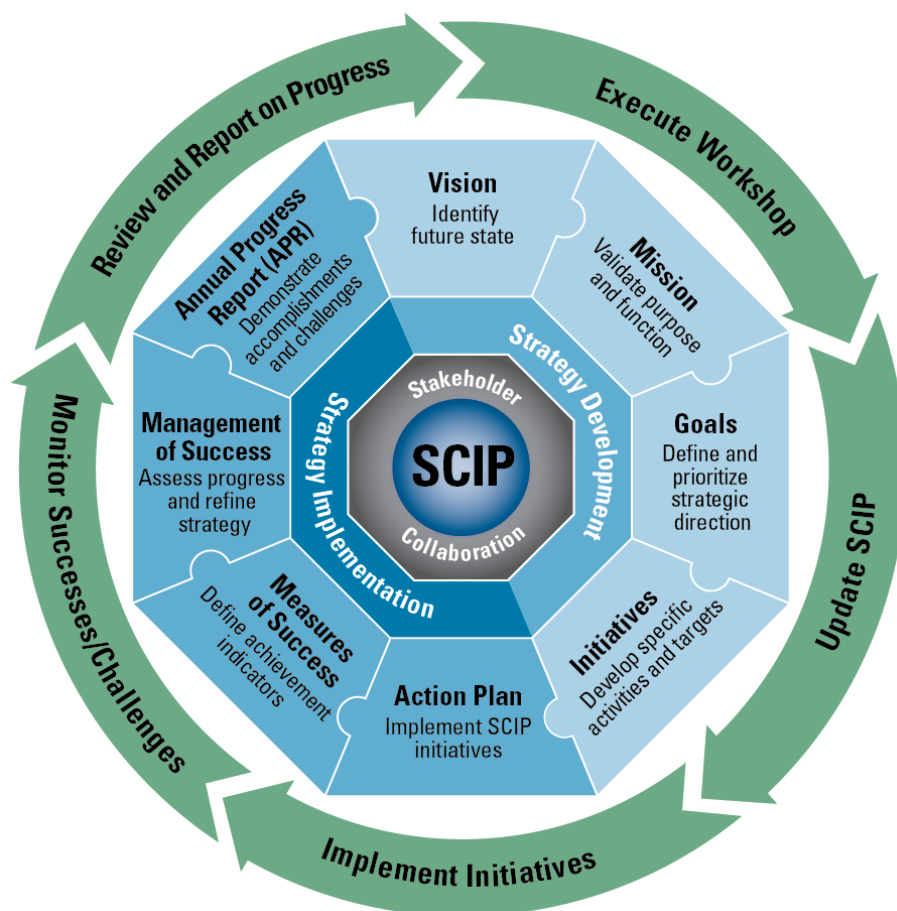 Review and Report on Progress
Execute Workshop
Update SCIP
Implement Initiatives
Monitor Successes/Challenges
Vision
Identify
future state
Mission
Validate purpose
and function
Goals
Define and
prioritize
strategic
direction
Initiatives
Develop specific
activities and targets
Action Plan
Implement SCIP
initiatives
Measures
of Success
Define achievement
indicators
Management
of Success
Assess progress
and refine
strategy
Annual Progress
Report (APR)
Demonstrate
accomplishments
and challenges
Strategy Development
Strategy Implementation
Stakeholder
SCIP
Collaboration